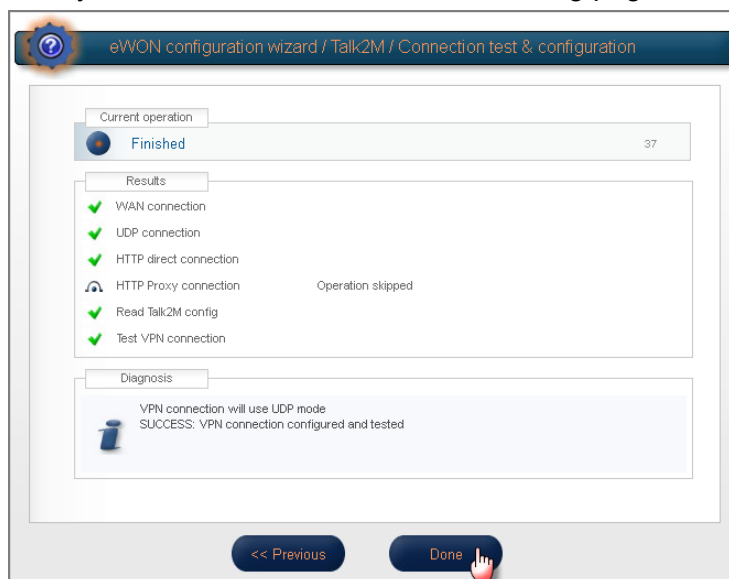 eWON configuration wizard / Talk2M / Connection test & configuration
Current operation
Finished 37
Results
WAN connection
UDP connection
HTTP direct connection
HTTP Proxy connection Operation skipped
Read Talk2M config
Test VPN connection
Diagnosis
VPN connection will use UDP mode
SUCCESS: VPN connection configured and tested
<< Previous Done